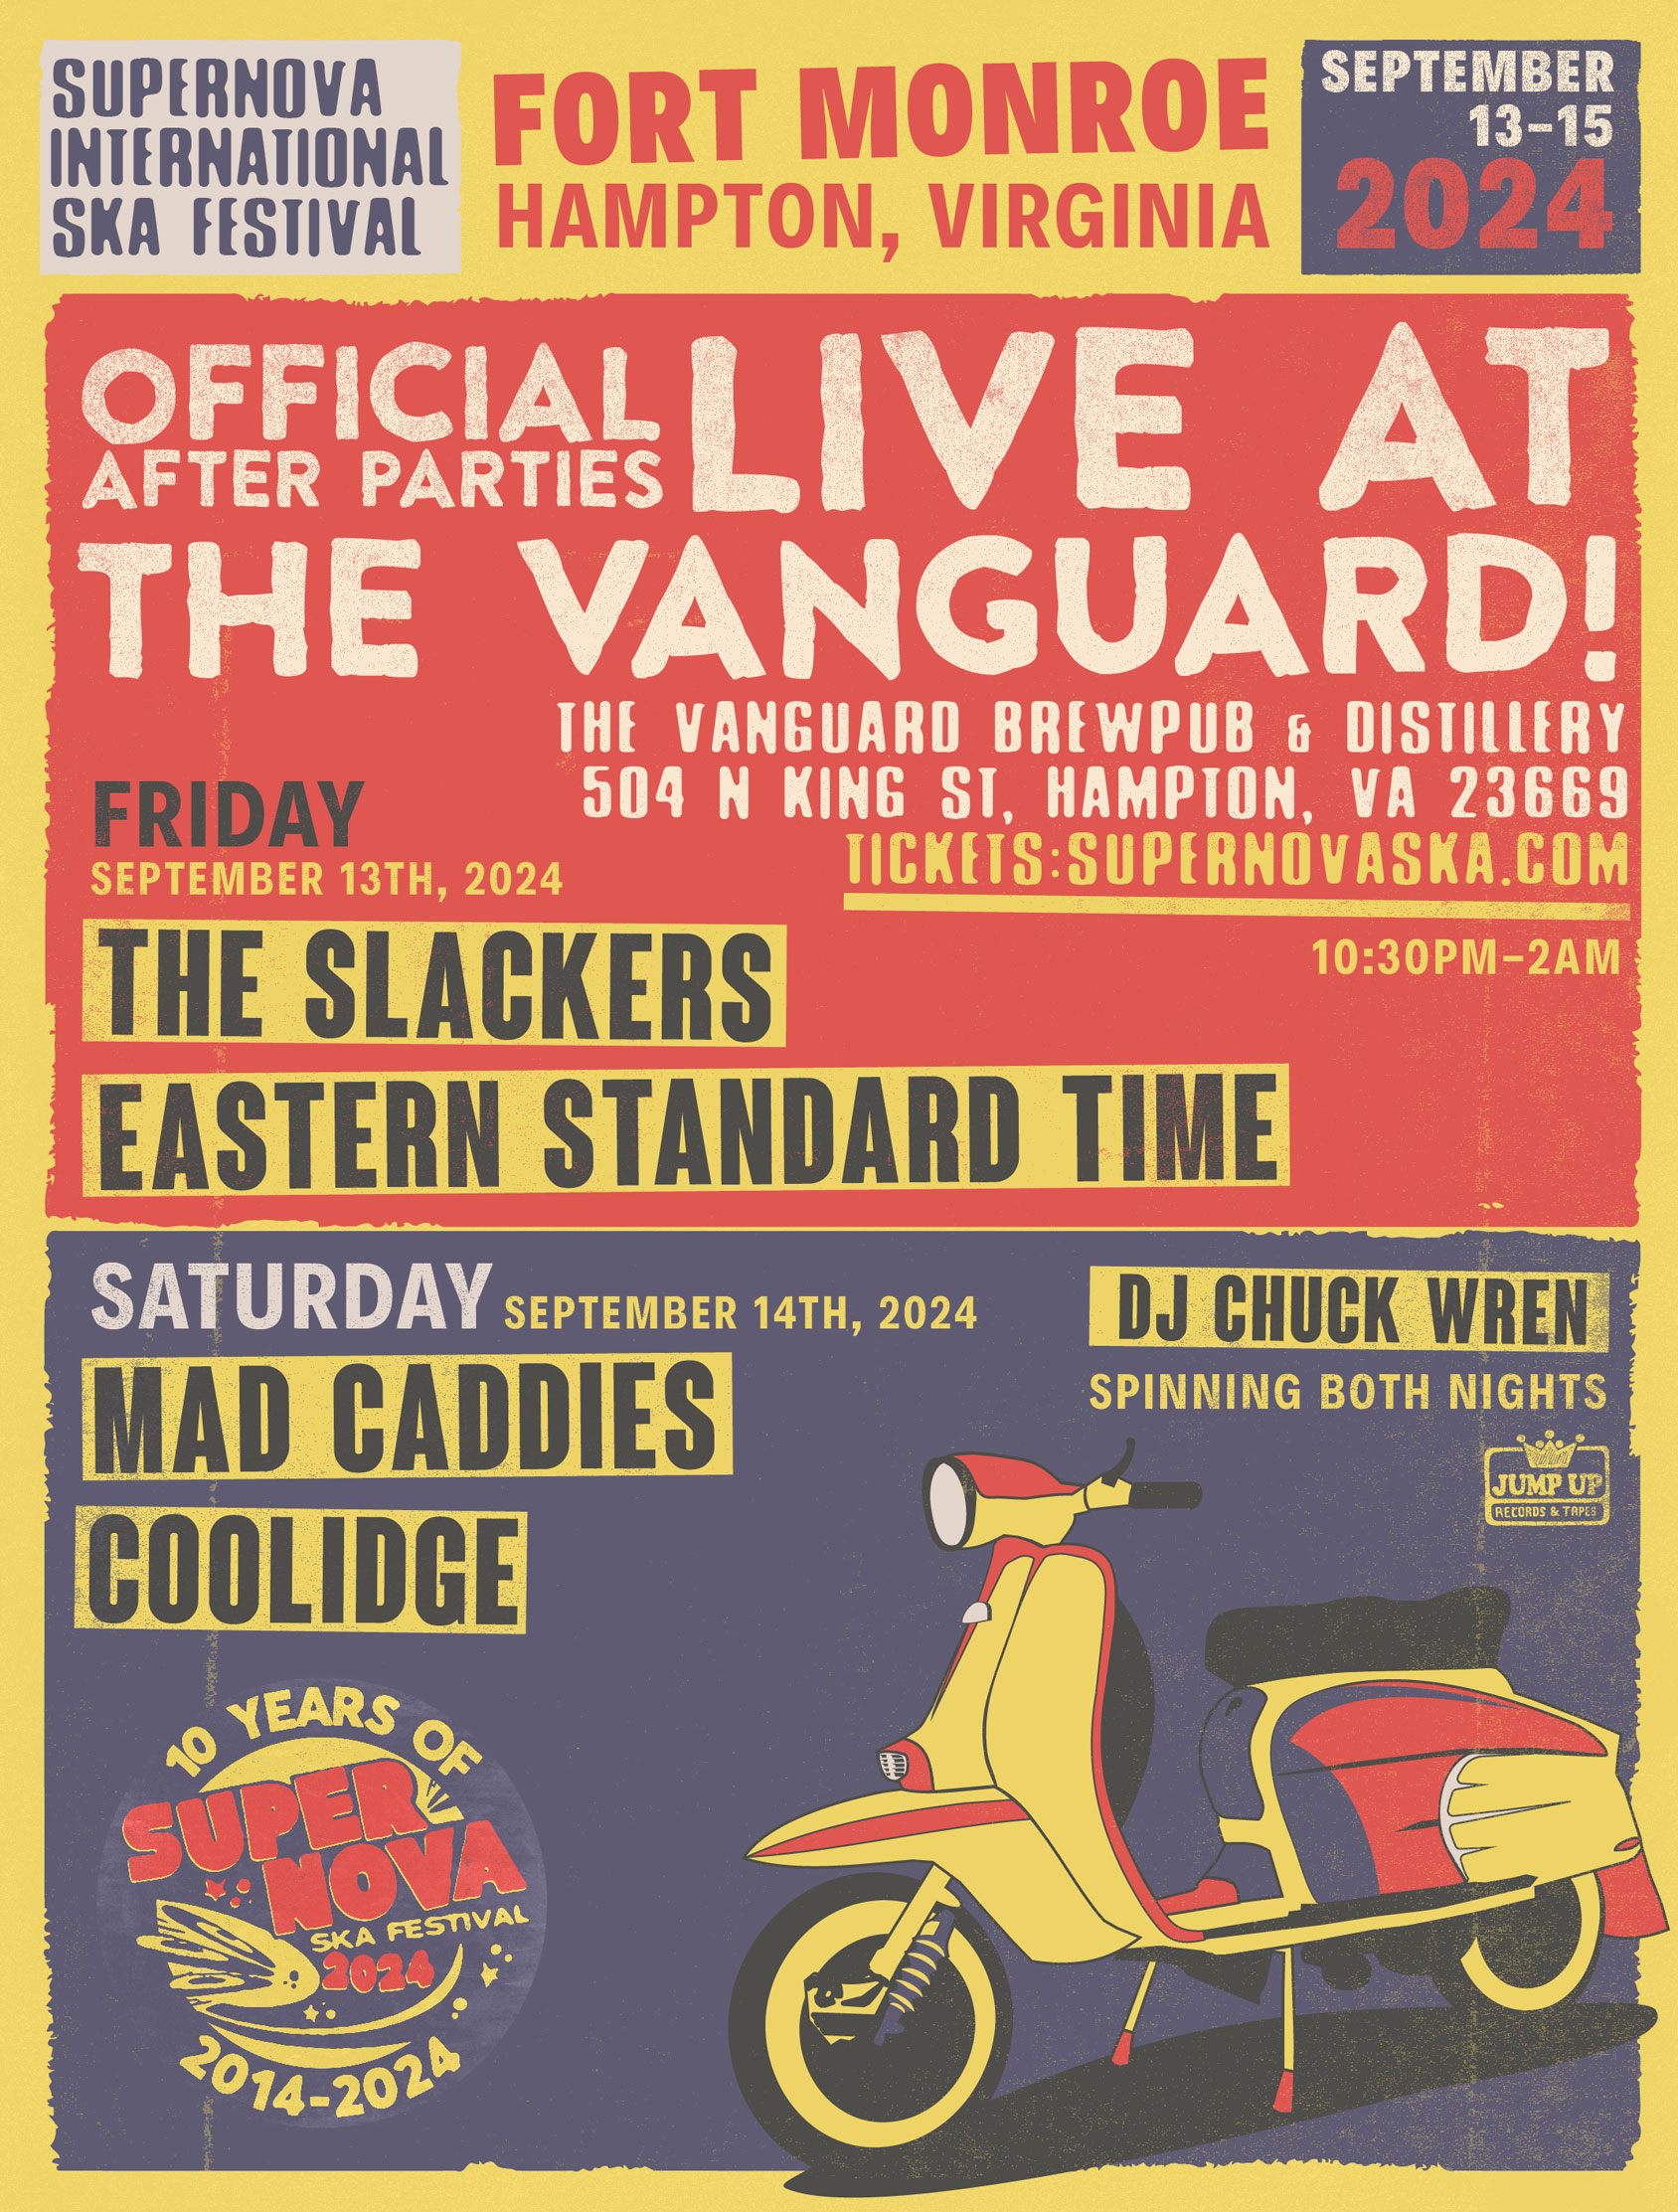 SUPERNOVA
INTERNATIONAL
SKA FESTIVAL
FORT MONROE
HAMPTON, VIRGINIA
SEPTEMBER
13-15
2024
OFFICIAL
AFTER PARTIES
LIVE AT
THE VANGUARD!
THE VANGUARD BREWPUB & DISTILLERY
504 N KING ST, HAMPTON, VA 23669
TICKETS:SUPERNOVASKA.COM
FRIDAY
SEPTEMBER 13TH, 2024
10:30PM-2AM
THE SLACKERS
EASTERN STANDARD TIME
SATURDAY SEPTEMBER 14TH, 2024
MAD CADDIES
COOLIDGE
DJ CHUCK WREN
SPINNING BOTH NIGHTS
JUMP UP
RECORDS & TAPES
10 YEARS OF
SUPER
NOVA
SKA FESTIVAL
2024
2014-2024